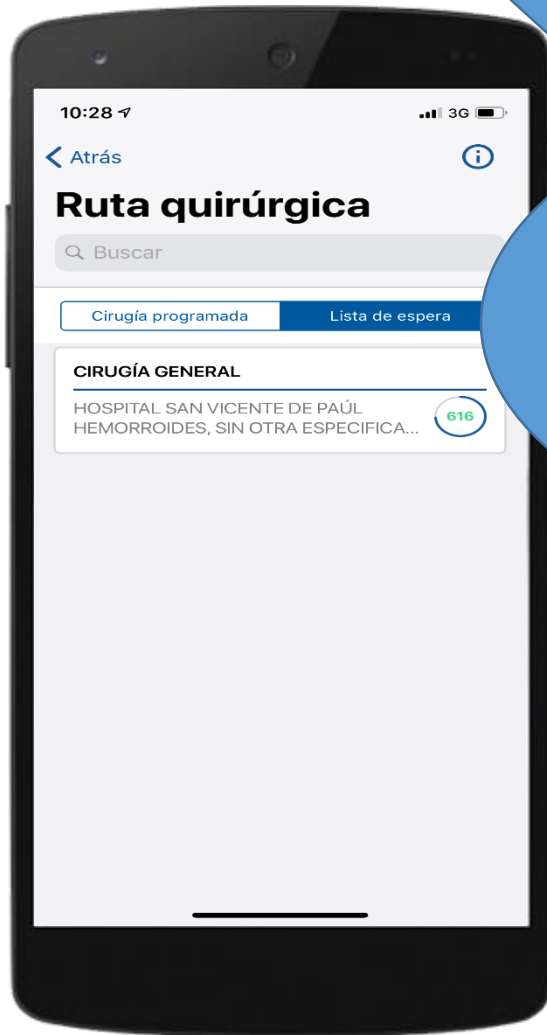 10:28
3G
Atrás
Ruta quirúrgica
Buscar
Cirugía programada Lista de espera
CIRUGÍA GENERAL
HOSPITAL SAN VICENTE DE PAÚL
HEMORROIDES, SIN OTRA ESPECIFICA...
616